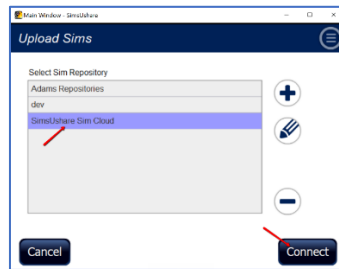 Main Window - SimsUshare
Upload Sims
Select Sim Repository
Adams Repositories
dev
SimsUshare Sim Cloud
Cancel
Connect